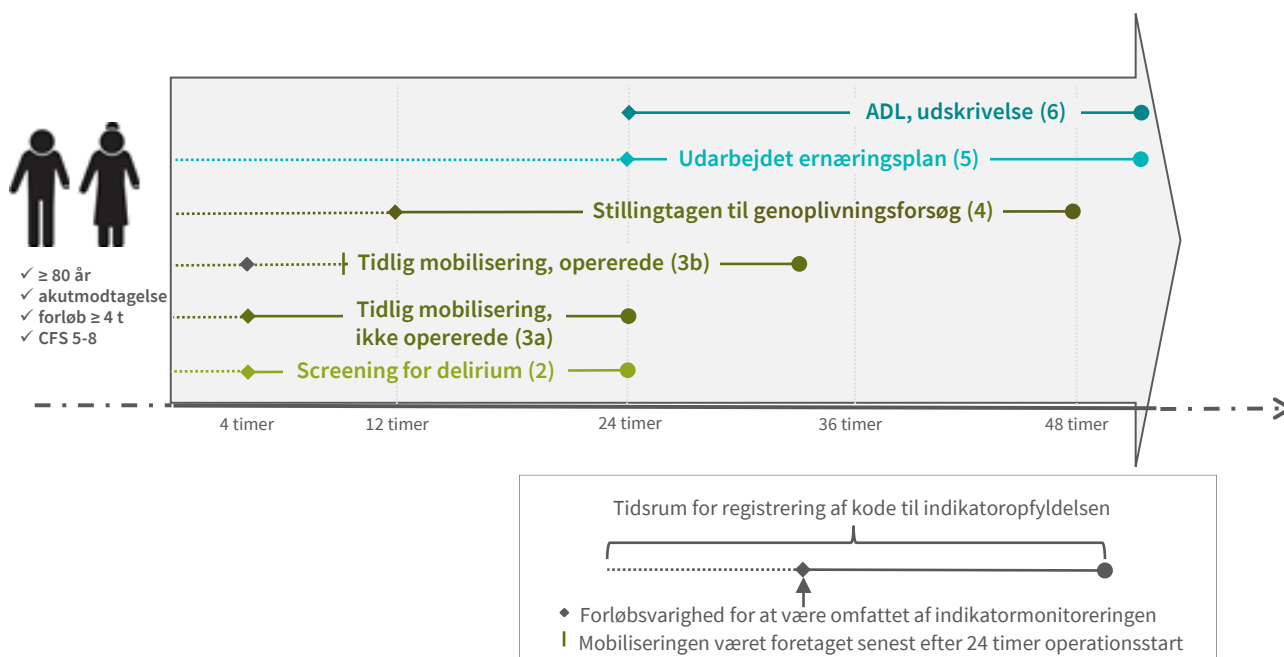 ADL, udskrivelse (6)
Udarbejdet ernæringsplan (5)
Stillingtagen til genoplivningsforsøg (4)
Tidlig mobilisering, opererede (3b)
Tidlig mobilisering,
ikke opererede (3a)
Screening for delirium (2)
✓ ≥ 80 år
✓ akutmodtagelse
✓ forløb ≥ 4 t
✓ CFS 5-8
4 timer
12 timer
24 timer
36 timer
48 timer
Tidsrum for registrering af kode til indikatoropfyldelsen
Forløbsvarighed for at være omfattet af indikatormonitoreringen
Mobiliseringen været foretaget senest efter 24 timer operationsstart